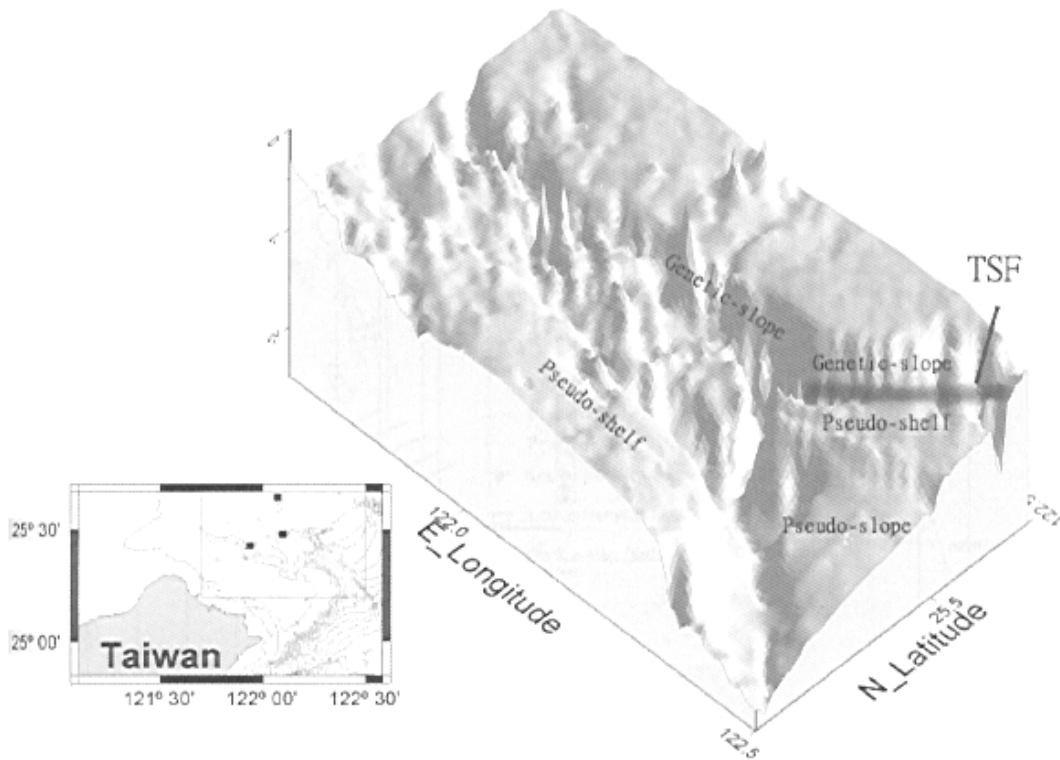 TSF
Genetic-slope
Genetic-slope
Pseudo-shelf
Pseudo-shelf
Pseudo-slope
122.0
E_Longitude
25.5
N_Latitude
122.5
25° 30'
25° 00'
Taiwan
121° 30'
122° 00'
122° 30'